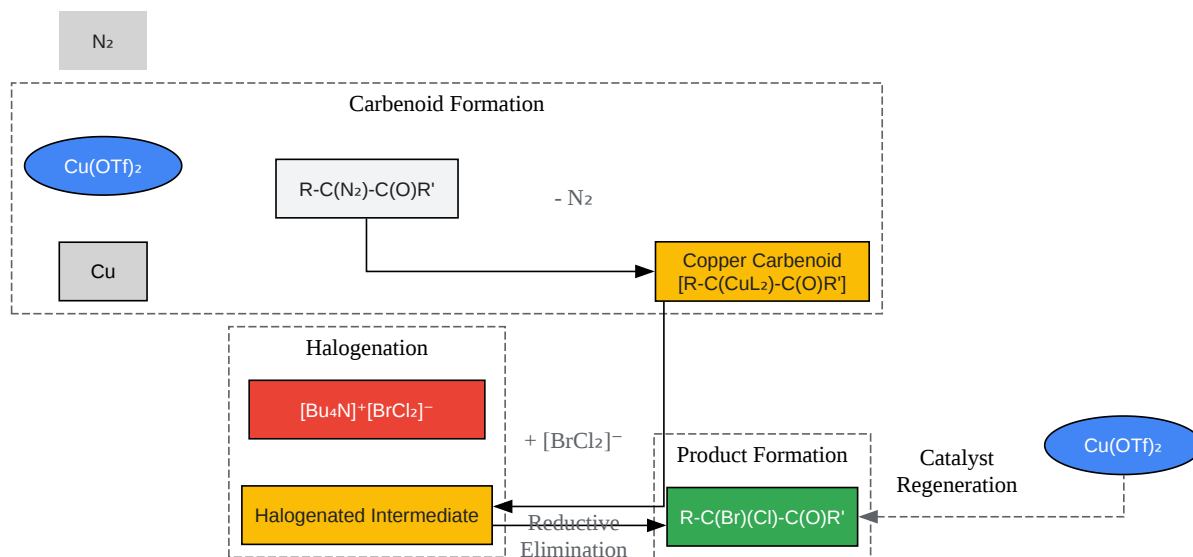 N₂
Carbenoid Formation
Cu(OTf)₂
R-C(N₂)-C(O)R'
- N₂
Cu
Copper Carbenoid
[R-C(CuL₂)-C(O)R']
Halogenation
[Bu₄N]⁺[BrCl₂]⁻
+ [BrCl₂]⁻
Product Formation
Catalyst
Regeneration
Cu(OTf)₂
Halogenated Intermediate
Reductive
Elimination
R-C(Br)(Cl)-C(O)R'